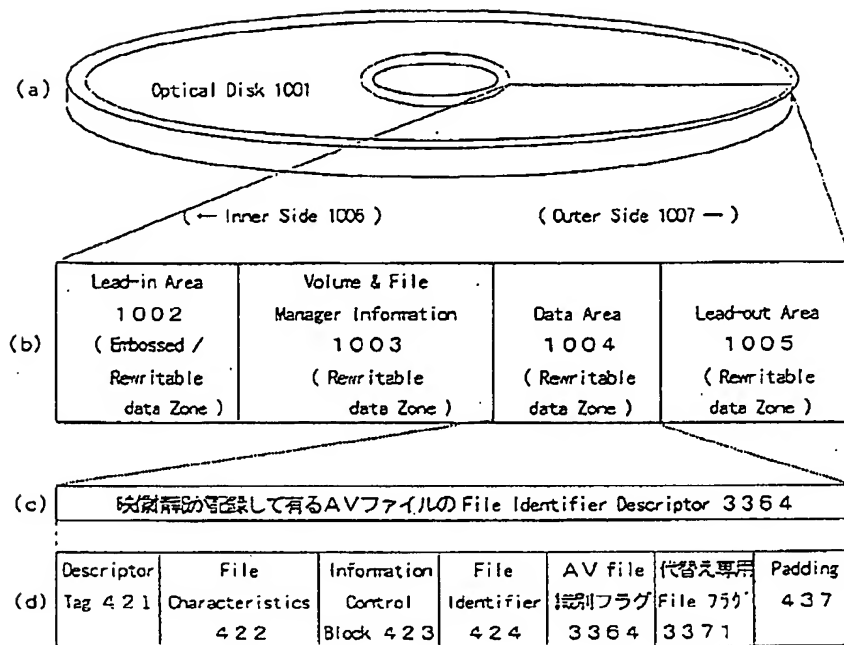 (a)
Optical Disk 1001
(← Inner Side 1006 )
(Outer Side 1007 →)
(b)
Lead-in Area
1002
( Embossed /
Rewritable
data Zone )
Volume & File
Manager Information
1003
( Rewritable
data Zone )
Data Area
1004
( Rewritable
data Zone )
Lead-out Area
1005
( Rewritable
data Zone )
(c)
映像情報が記録して有るAVファイルの File Identifier Descriptor 3364
(d)
Descriptor
Tag 421
File
Characteristics
422
Information
Control
Block 423
File
Identifier
424
AV file
識別フラグ
3364
代替え専用
File フラグ
3371
Padding
437